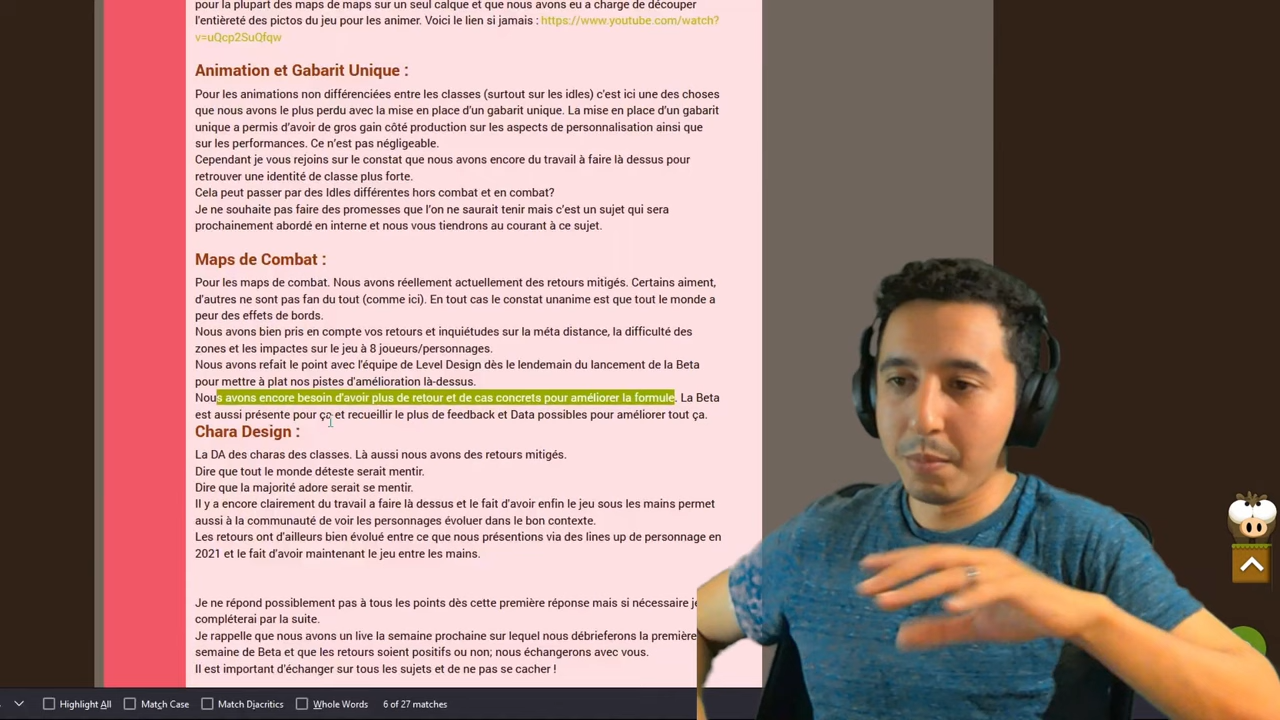 pour la plupart des maps de maps sur un seul calque et que nous avons eu a charge de découper
l'entièreté des pictos du jeu pour les animer. Voici le lien si jamais : https://www.youtube.com/watch?
v=uQcp2SuQfqw
Animation et Gabarit Unique :
Pour les animations non différenciées entre les classes (surtout sur les idles) c'est ici une des choses
que nous avons le plus perdu avec la mise en place d'un gabarit unique. La mise en place d'un gabarit
unique a permis d'avoir de gros gain côté production sur les aspects de personnalisation ainsi que
sur les performances. Ce n'est pas négligeable.
Cependant je vous rejoins sur le constat que nous avons encore du travail à faire là dessus pour
retrouver une identité de classe plus forte.
Cela peut passer par des Idles différentes hors combat et en combat?
Je ne souhaite pas faire des promesses que l'on ne saurait tenir mais c'est un sujet qui sera
prochainement abordé en interne et nous vous tiendrons au courant à ce sujet.
Maps de Combat :
Pour les maps de combat. Nous avons réellement actuellement des retours mitigés. Certains aiment,
d'autres ne sont pas fan du tout (comme ici). En tout cas le constat unanime est que tout le monde a
peur des effets de bords.
Nous avons bien pris en compte vos retours et inquiétudes sur la méta distance, la difficulté des
zones et les impactes sur le jeu à 8 joueurs/personnages.
Nous avons refait le point avec l'équipe de Level Design dès le lendemain du lancement de la Beta
pour mettre à plat nos pistes d'amélioration là-dessus.
Nous avons encore besoin d'avoir plus de retour et de cas concrets pour améliorer la formule. La Beta
est aussi présente pour ça et recueillir le plus de feedback et Data possibles pour améliorer tout ça.
Chara Design :
La DA des charas des classes. Là aussi nous avons des retours mitigés.
Dire que tout le monde déteste serait mentir.
Dire que la majorité adore serait se mentir.
Il y a encore clairement du travail a faire là dessus et le fait d'avoir enfin le jeu sous les mains permet
aussi à la communauté de voir les personnages évoluer dans le bon contexte.
Les retours ont d'ailleurs bien évolué entre ce que nous présentions via des lines up de personnage en
2021 et le fait d'avoir maintenant le jeu entre les mains.
Je ne répond possiblement pas à tous les points dès cette première réponse mais si nécessaire je
compléterai par la suite.
Je rappelle que nous avons un live la semaine prochaine sur lequel nous débrieferons la première
semaine de Beta et que les retours soient positifs ou non; nous échangerons avec vous.
Il est important d'échanger sur tous les sujets et de ne pas se cacher !
Highlight All Match Case Match Diacritics Whole Words 6 of 27 matches